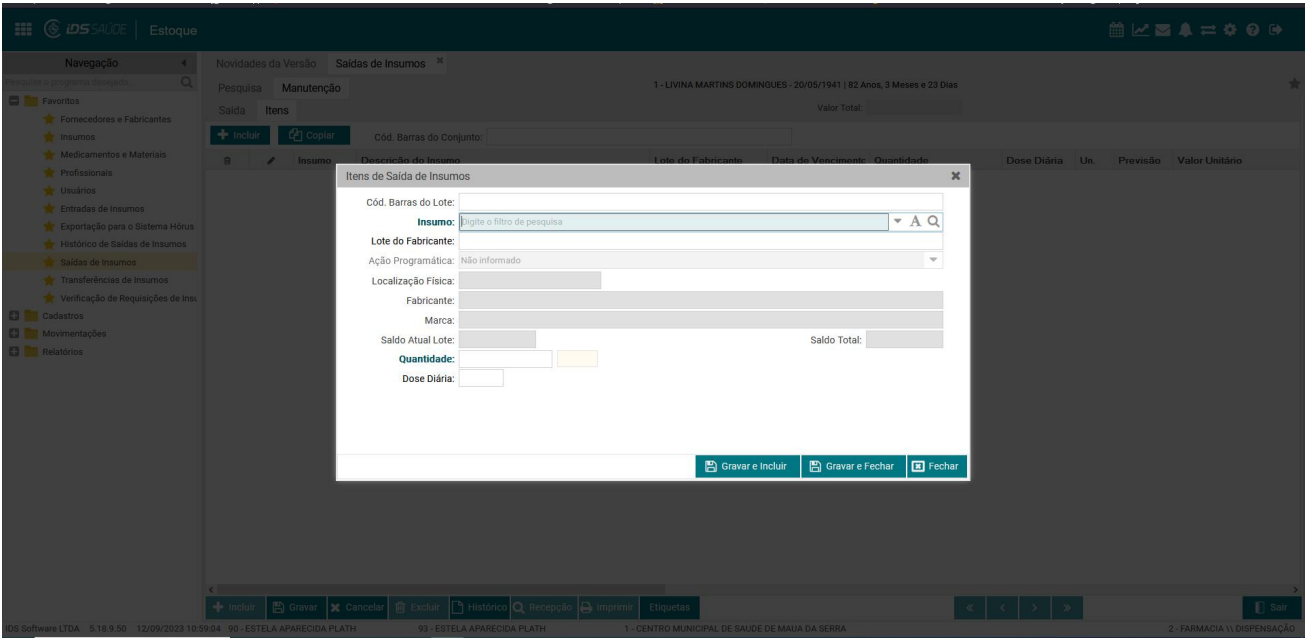 iDS SAÚDE Estoque
Navegação
Novidades da Versão Saídas de Insumos
Pesquise o programa desejado...
Pesquisa Manutenção
1 - LIVINA MARTINS DOMINGUES - 20/05/1941 | 82 Anos, 3 Meses e 23 Dias
Favoritos
Saída Itens
Valor Total:
Fornecedores e Fabricantes
Insumos
Incluir Copiar Cód. Barras do Conjunto:
Medicamentos e Materiais
Insumo Descrição do Insumo Lote do Fabricante Data de Vencimento Quantidade Dose Diária Un. Previsão Valor Unitário
Profissionais
Usuários
Entradas de Insumos
Exportação para o Sistema Hórus
Histórico de Saídas de Insumos
Saídas de Insumos
Transferências de Insumos
Verificação de Requisições de Insu
Cadastros
Movimentações
Relatórios
Itens de Saída de Insumos
Cód. Barras do Lote:
Insumo: Digite o filtro de pesquisa A
Lote do Fabricante:
Ação Programática: Não informado
Localização Física:
Fabricante:
Marca:
Saldo Atual Lote: Saldo Total:
Quantidade:
Dose Diária:
Gravar e Incluir Gravar e Fechar Fechar
Incluir Gravar Cancelar Excluir Histórico Recepção Imprimir Etiquetas Sair
IDS Software LTDA 5.18.9.50 12/09/2023 10:59:04 90 - ESTELA APARECIDA PLATH 93 - ESTELA APARECIDA PLATH 1 - CENTRO MUNICIPAL DE SAUDE DE MAUA DA SERRA 2 - FARMACIA \\ DISPENSAÇÃO